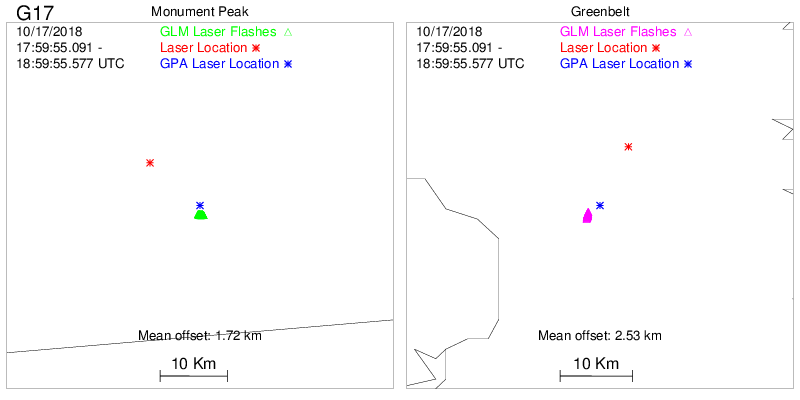 G17
Monument Peak
10/17/2018
GLM Laser Flashes
17:59:55.091 -
Laser Location
18:59:55.577 UTC
GPA Laser Location
Mean offset: 1.72 km
10 Km
Greenbelt
10/17/2018
GLM Laser Flashes
17:59:55.091 -
Laser Location
18:59:55.577 UTC
GPA Laser Location
Mean offset: 2.53 km
10 Km